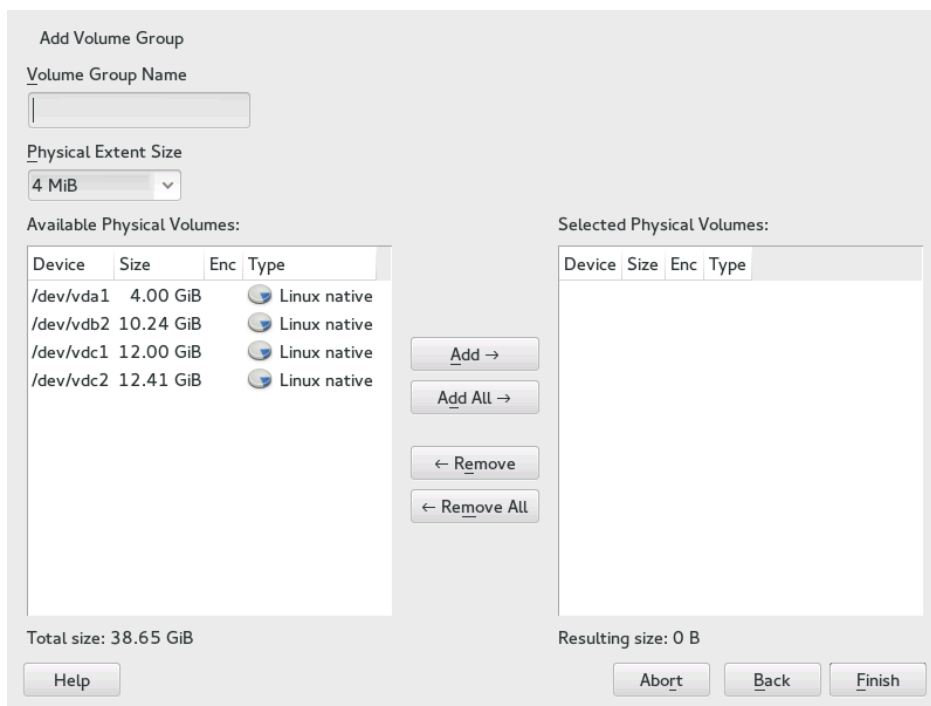 Add Volume Group
Volume Group Name
Physical Extent Size
4 MiB
Available Physical Volumes:
Device Size Enc Type
/dev/vda1 4.00 GiB Linux native
/dev/vdb2 10.24 GiB Linux native
/dev/vdc1 12.00 GiB Linux native
/dev/vdc2 12.41 GiB Linux native
Total size: 38.65 GiB
Add →
Add All →
← Remove
← Remove All
Selected Physical Volumes:
Device Size Enc Type
Resulting size: 0 B
Help
Abort
Back
Finish